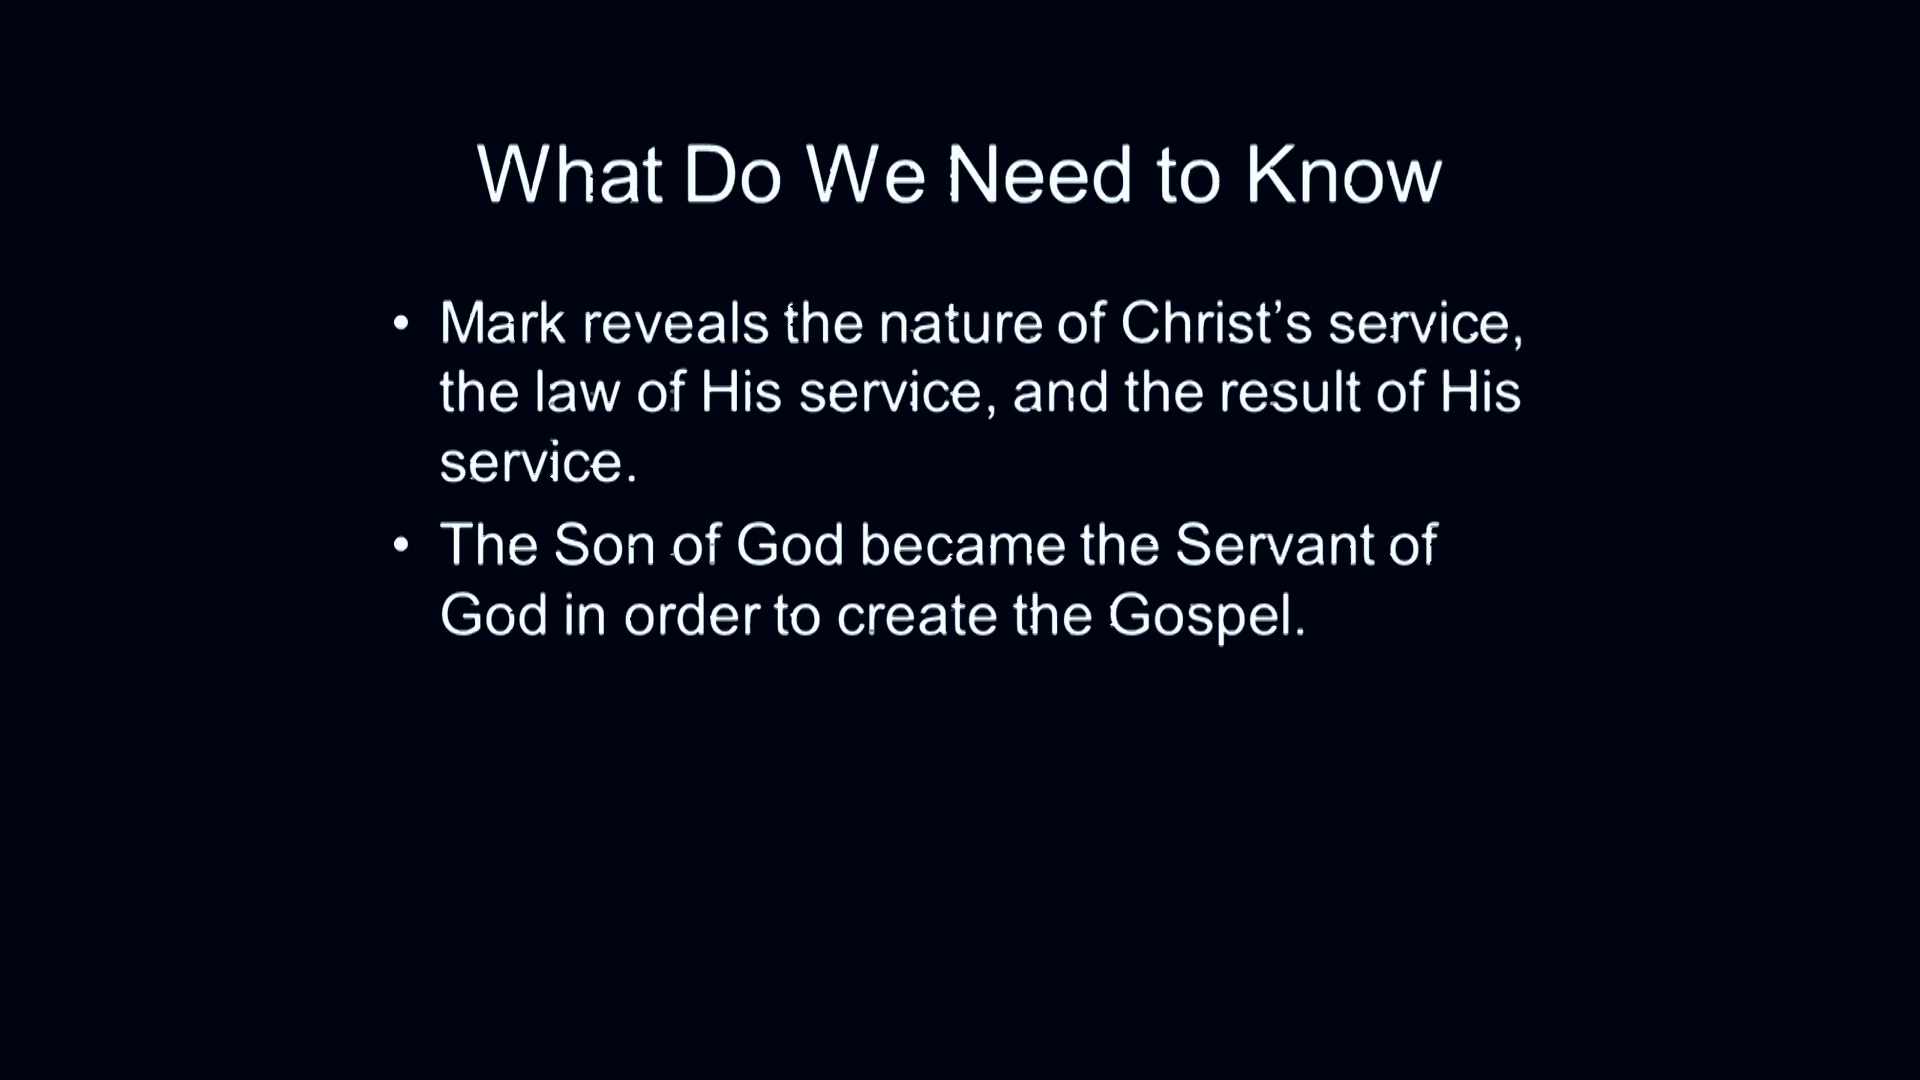 What Do We Need to Know
• Mark reveals the nature of Christ’s service,
the law of His service, and the result of His
service.
• The Son of God became the Servant of
God in order to create the Gospel.